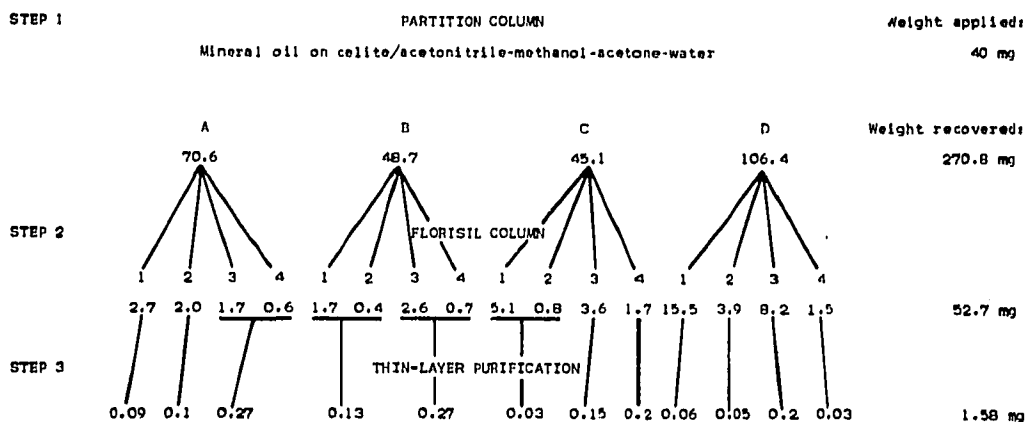 STEP 1 PARTITION COLUMN Weight applied:
Mineral oil on celite/acetonitrile-methanol-acetone-water 40 mg
A B C D Weight recovered:
70.6 48.7 45.1 106.4 270.8 mg
STEP 2 FLORISIL COLUMN
1 2 3 4 1 2 3 4 1 2 3 4 1 2 3 4
2.7 2.0 1.7 0.6 1.7 0.4 2.6 0.7 5.1 0.8 3.6 1.7 15.5 3.9 8.2 1.5 52.7 mg
STEP 3 THIN-LAYER PURIFICATION
0.09 0.1 0.27 0.13 0.27 0.03 0.15 0.2 0.06 0.05 0.2 0.03 1.58 mg